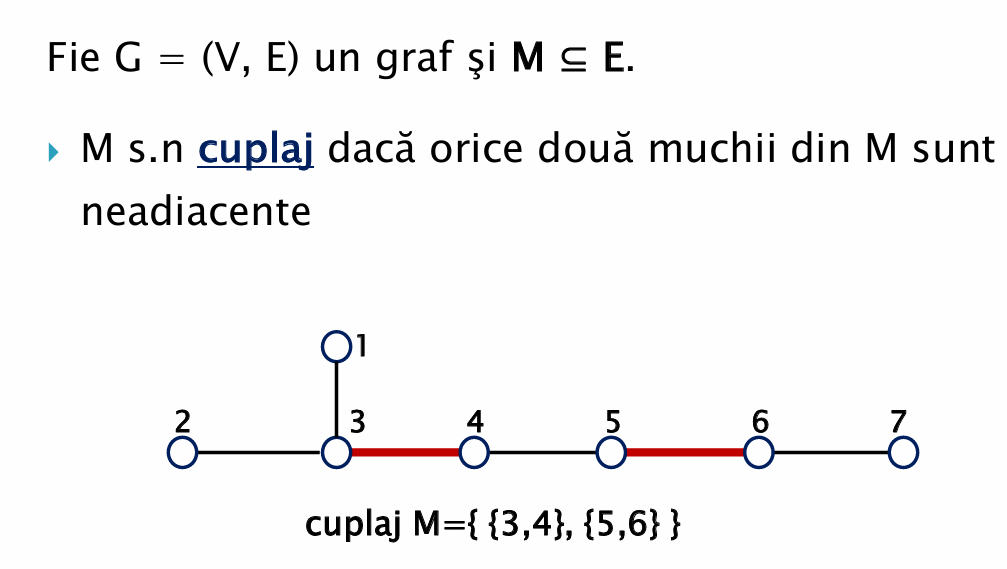 Fie G = (V, E) un graf şi M ⊆ E.
M s.n cuplaj dacă orice două muchii din M sunt
neadiacente
1
2 3 4 5 6 7
cuplaj M={ {3,4}, {5,6} }